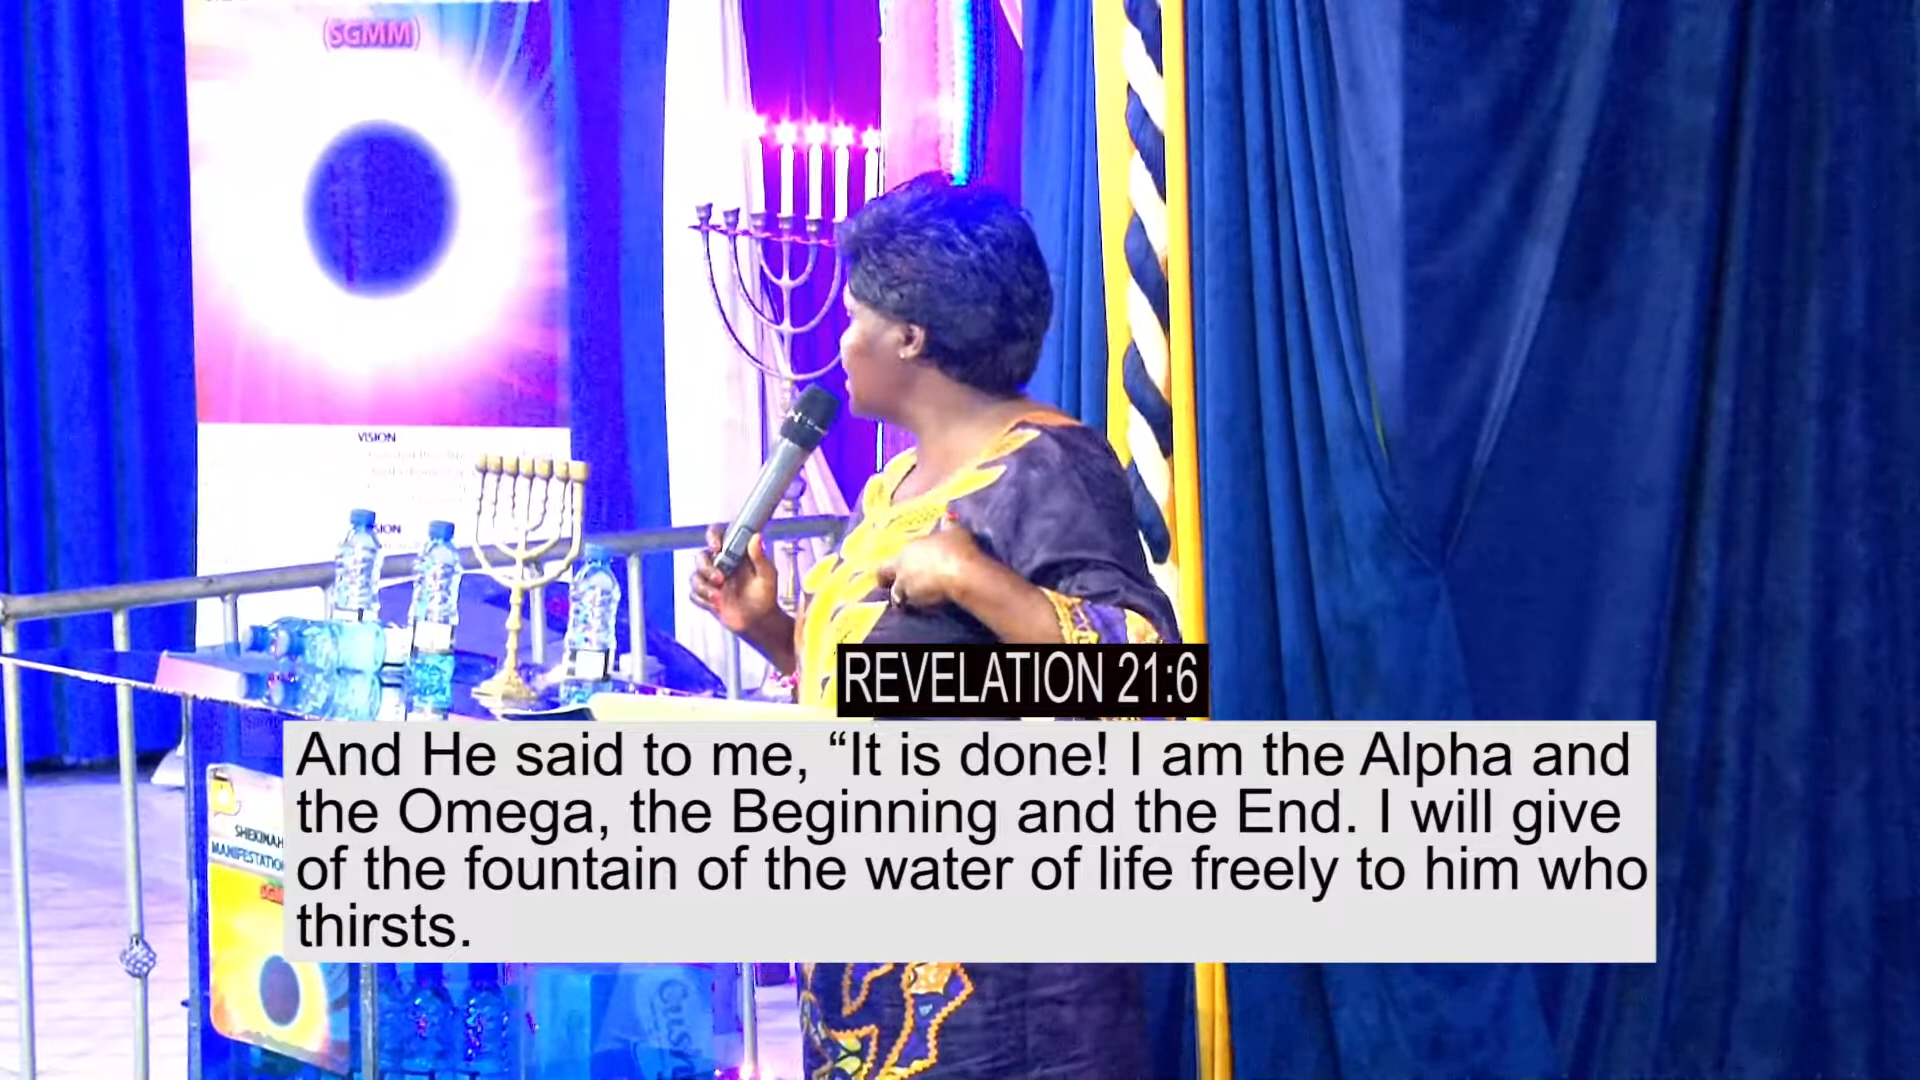 (SGMM)
VISION
SHEKINAH
MANIFESTATIO
REVELATION 21:6
And He said to me, “It is done! I am the Alpha and
the Omega, the Beginning and the End. I will give
of the fountain of the water of life freely to him who
thirsts.